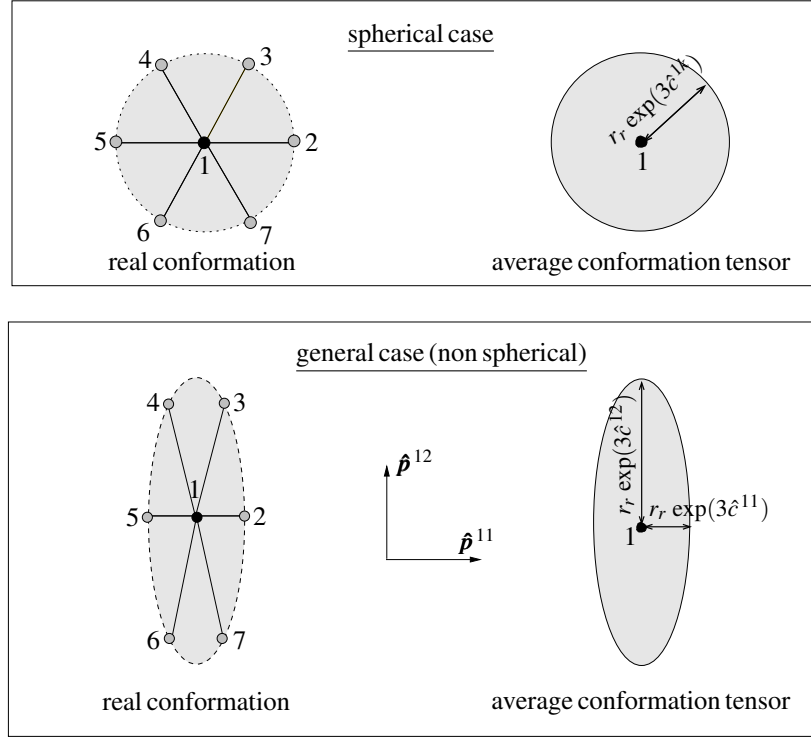 spherical case
4
3
5
1
2
6
7
real conformation
r_r exp(3ĉ^{1k})
1
average conformation tensor
general case (non spherical)
4
3
1
5
2
6
7
real conformation
p̂^{12}
p̂^{11}
r_r exp(3ĉ^{12})
r_r exp(3ĉ^{11})
1
average conformation tensor